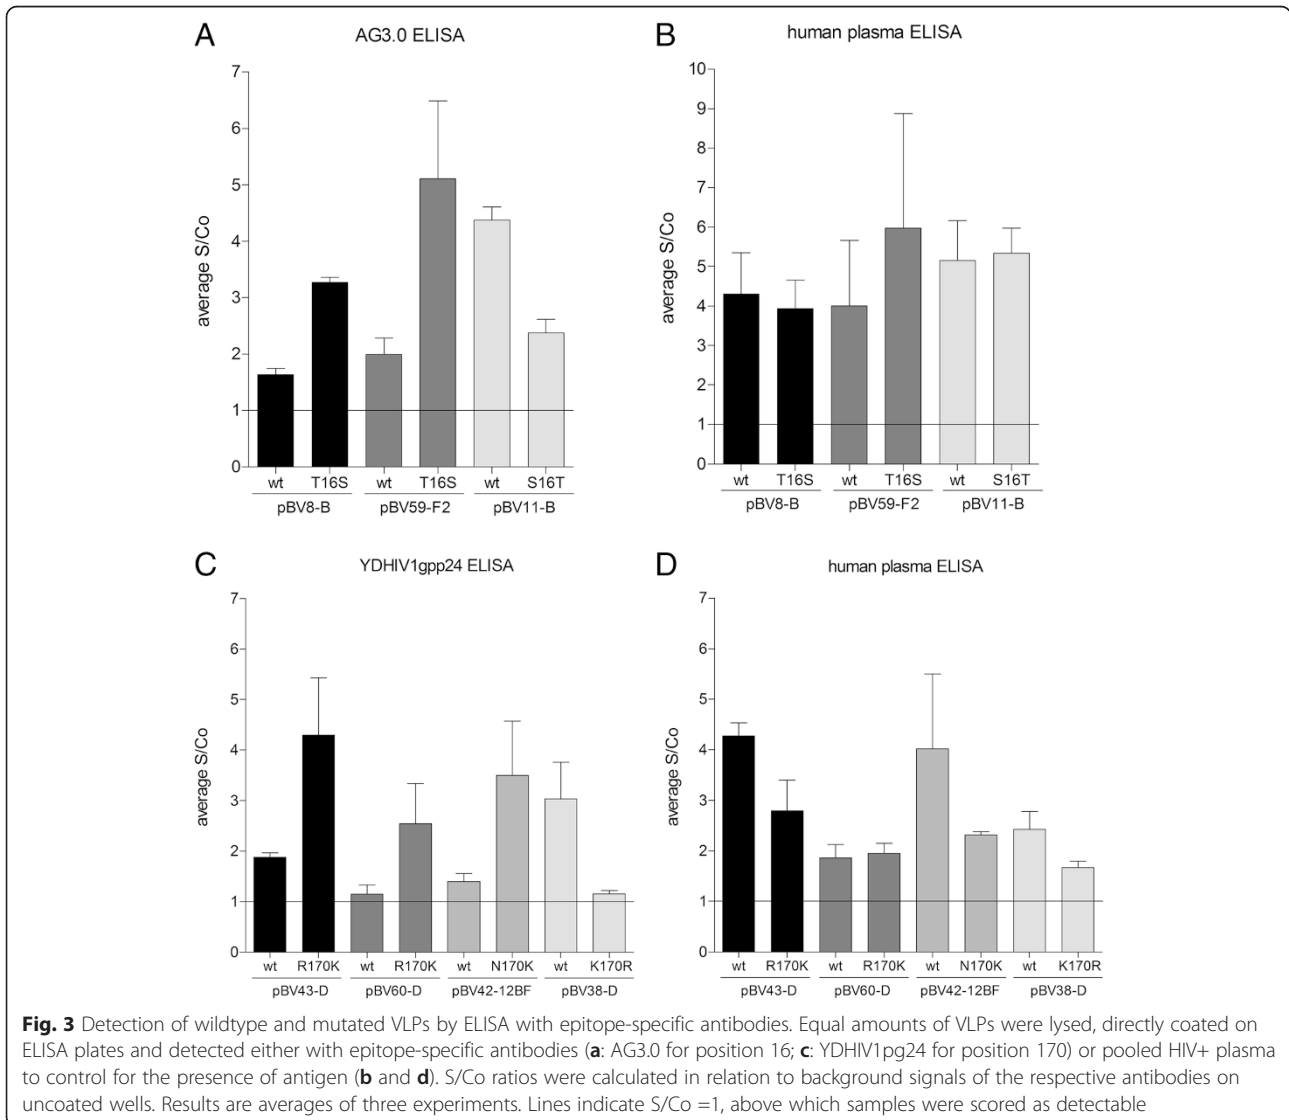 A
AG3.0 ELISA
average S/Co
7
6
5
4
3
2
1
0
wt T16S wt T16S wt S16T
pBV8-B pBV59-F2 pBV11-B
B
human plasma ELISA
average S/Co
10
9
8
7
6
5
4
3
2
1
0
wt T16S wt T16S wt S16T
pBV8-B pBV59-F2 pBV11-B
C
YDHIV1gpp24 ELISA
average S/Co
7
6
5
4
3
2
1
0
wt R170K wt R170K wt N170K wt K170R
pBV43-D pBV60-D pBV42-12BF pBV38-D
D
human plasma ELISA
average S/Co
7
6
5
4
3
2
1
0
wt R170K wt R170K wt N170K wt K170R
pBV43-D pBV60-D pBV42-12BF pBV38-D
Fig. 3 Detection of wildtype and mutated VLPs by ELISA with epitope-specific antibodies. Equal amounts of VLPs were lysed, directly coated on
ELISA plates and detected either with epitope-specific antibodies (a: AG3.0 for position 16; c: YDHIV1pg24 for position 170) or pooled HIV+ plasma
to control for the presence of antigen (b and d). S/Co ratios were calculated in relation to background signals of the respective antibodies on
uncoated wells. Results are averages of three experiments. Lines indicate S/Co =1, above which samples were scored as detectable